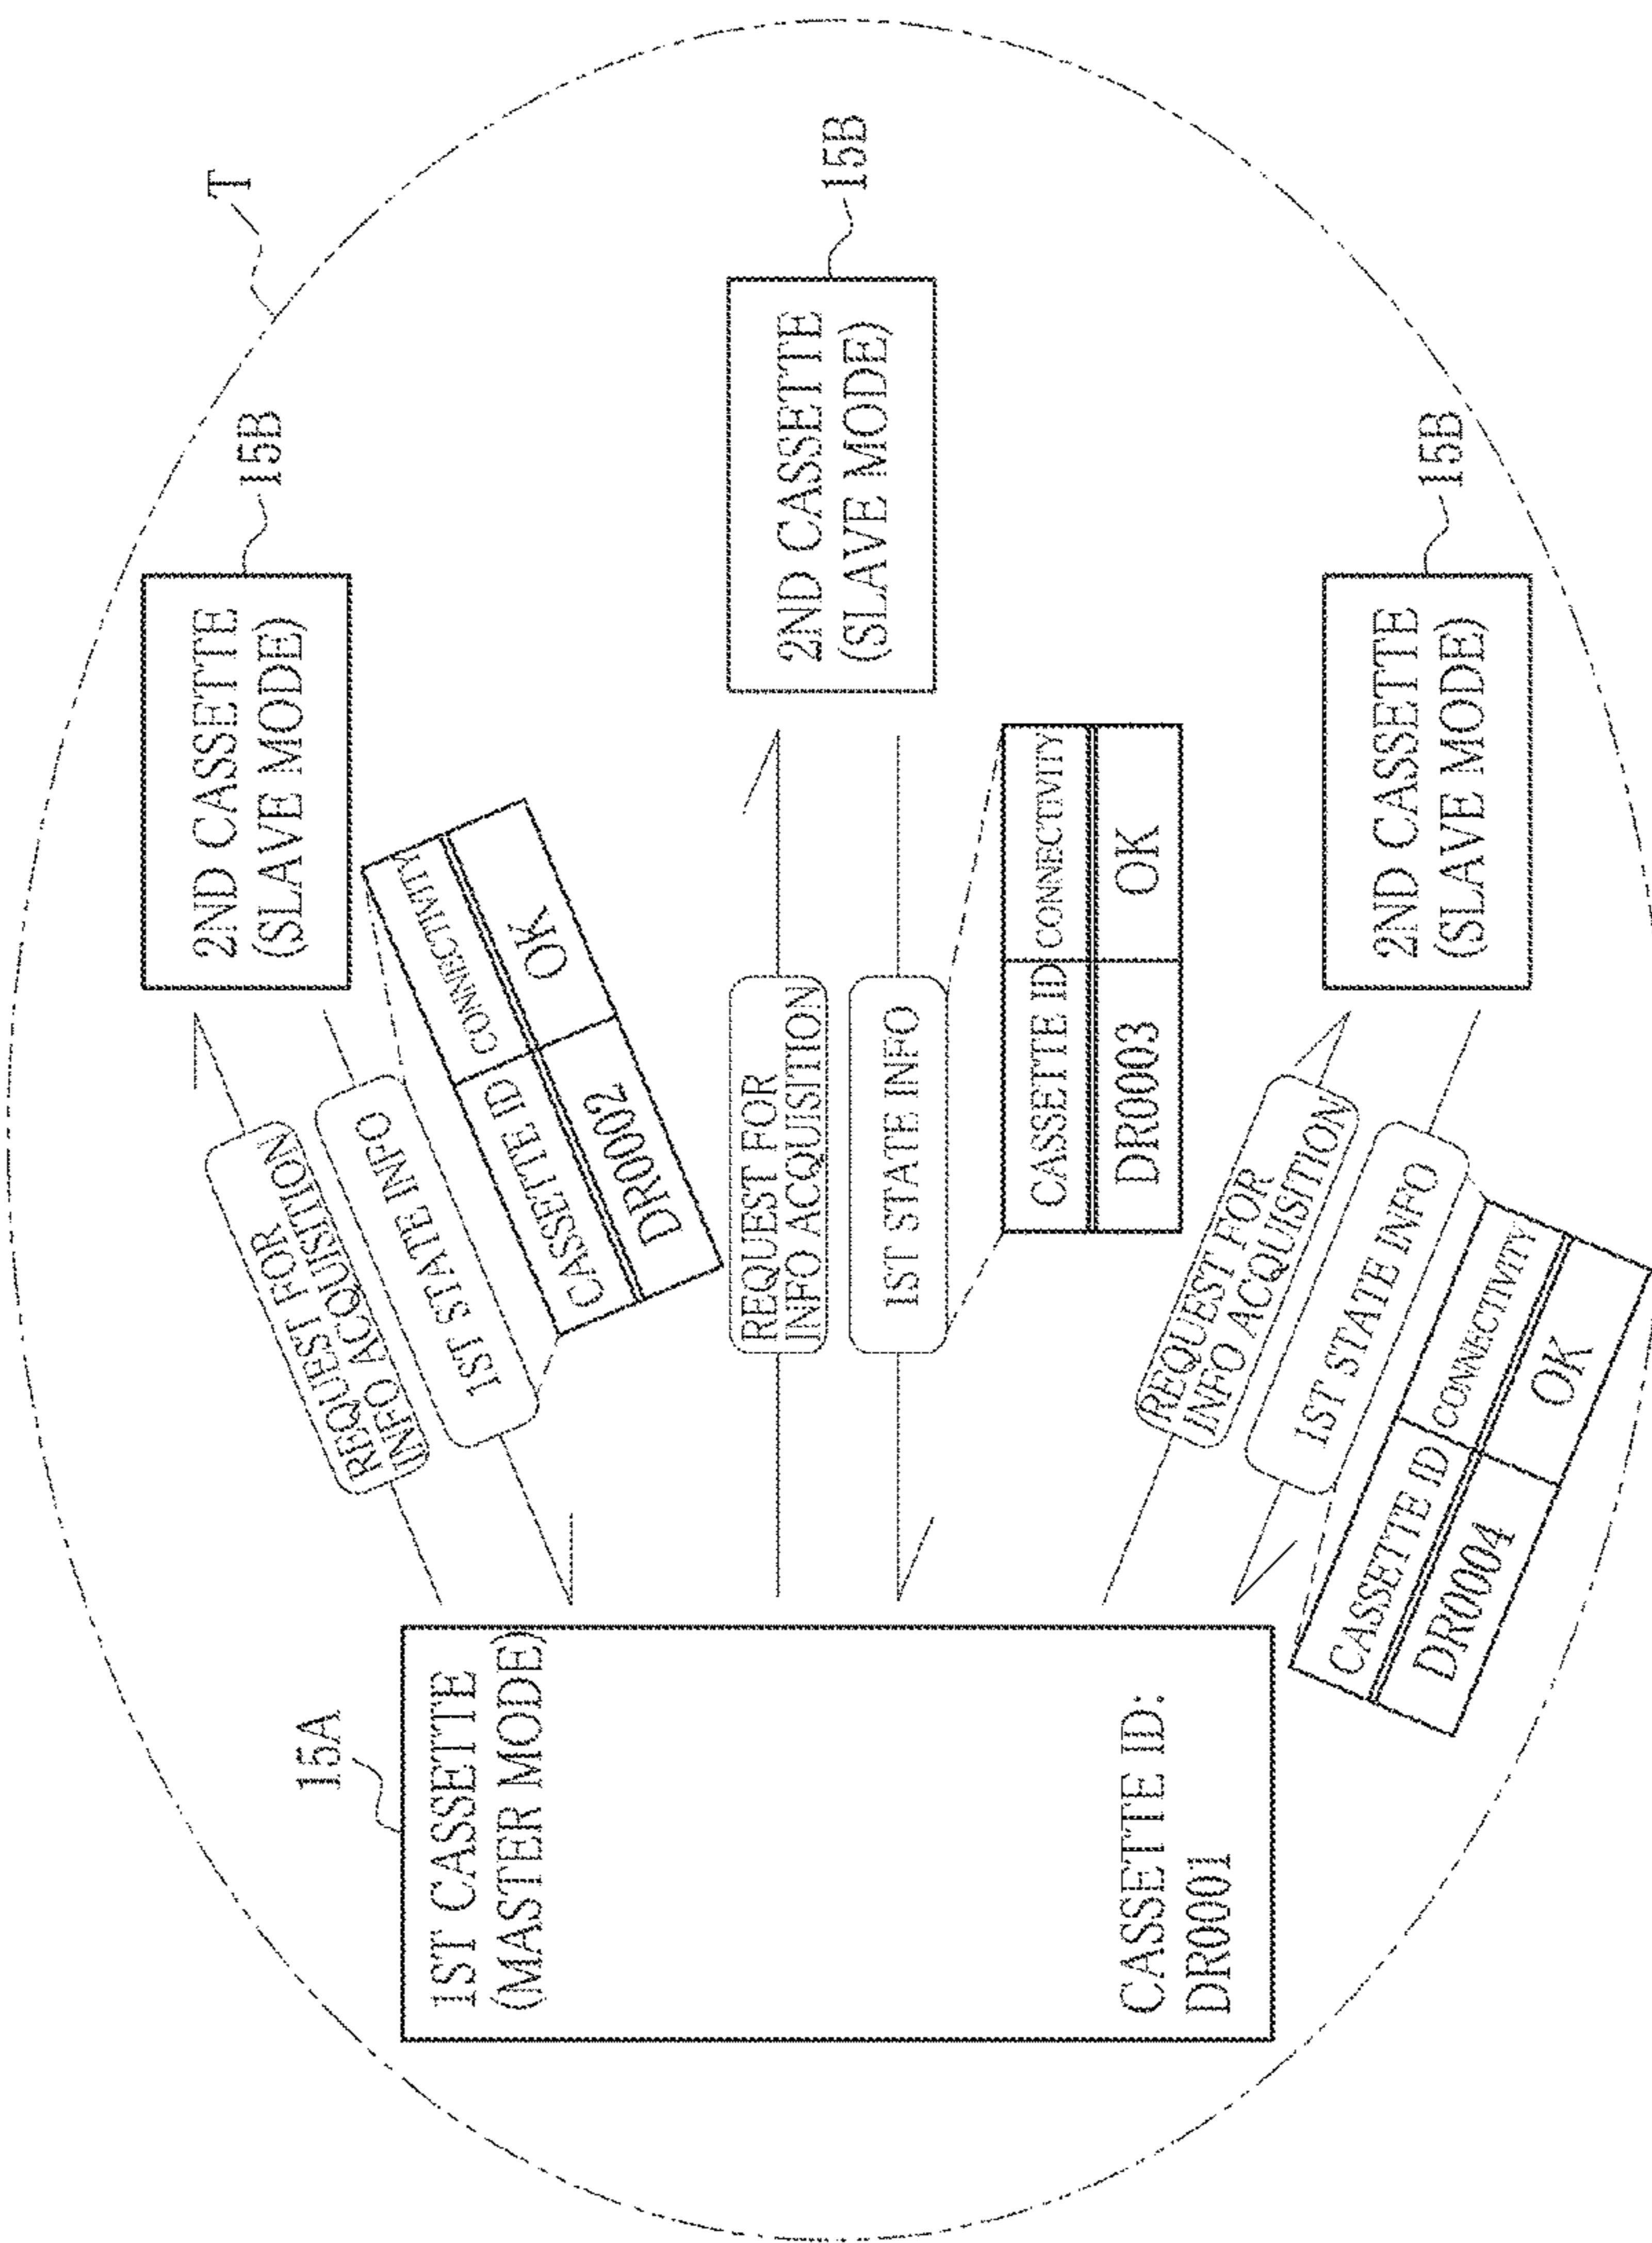 T
15A
1ST CASSETTE
(MASTER MODE)
CASSETTE ID:
DR0001
REQUEST FOR
INFO ACQUISITION
1ST STATE INFO
CASSETTE ID CONNECTIVITY
DR0002 OK
2ND CASSETTE
(SLAVE MODE)
15B
REQUEST FOR
INFO ACQUISITION
1ST STATE INFO
CASSETTE ID CONNECTIVITY
DR0003 OK
2ND CASSETTE
(SLAVE MODE)
15B
REQUEST FOR
INFO ACQUISITION
1ST STATE INFO
CASSETTE ID CONNECTIVITY
DR0004 OK
2ND CASSETTE
(SLAVE MODE)
15B